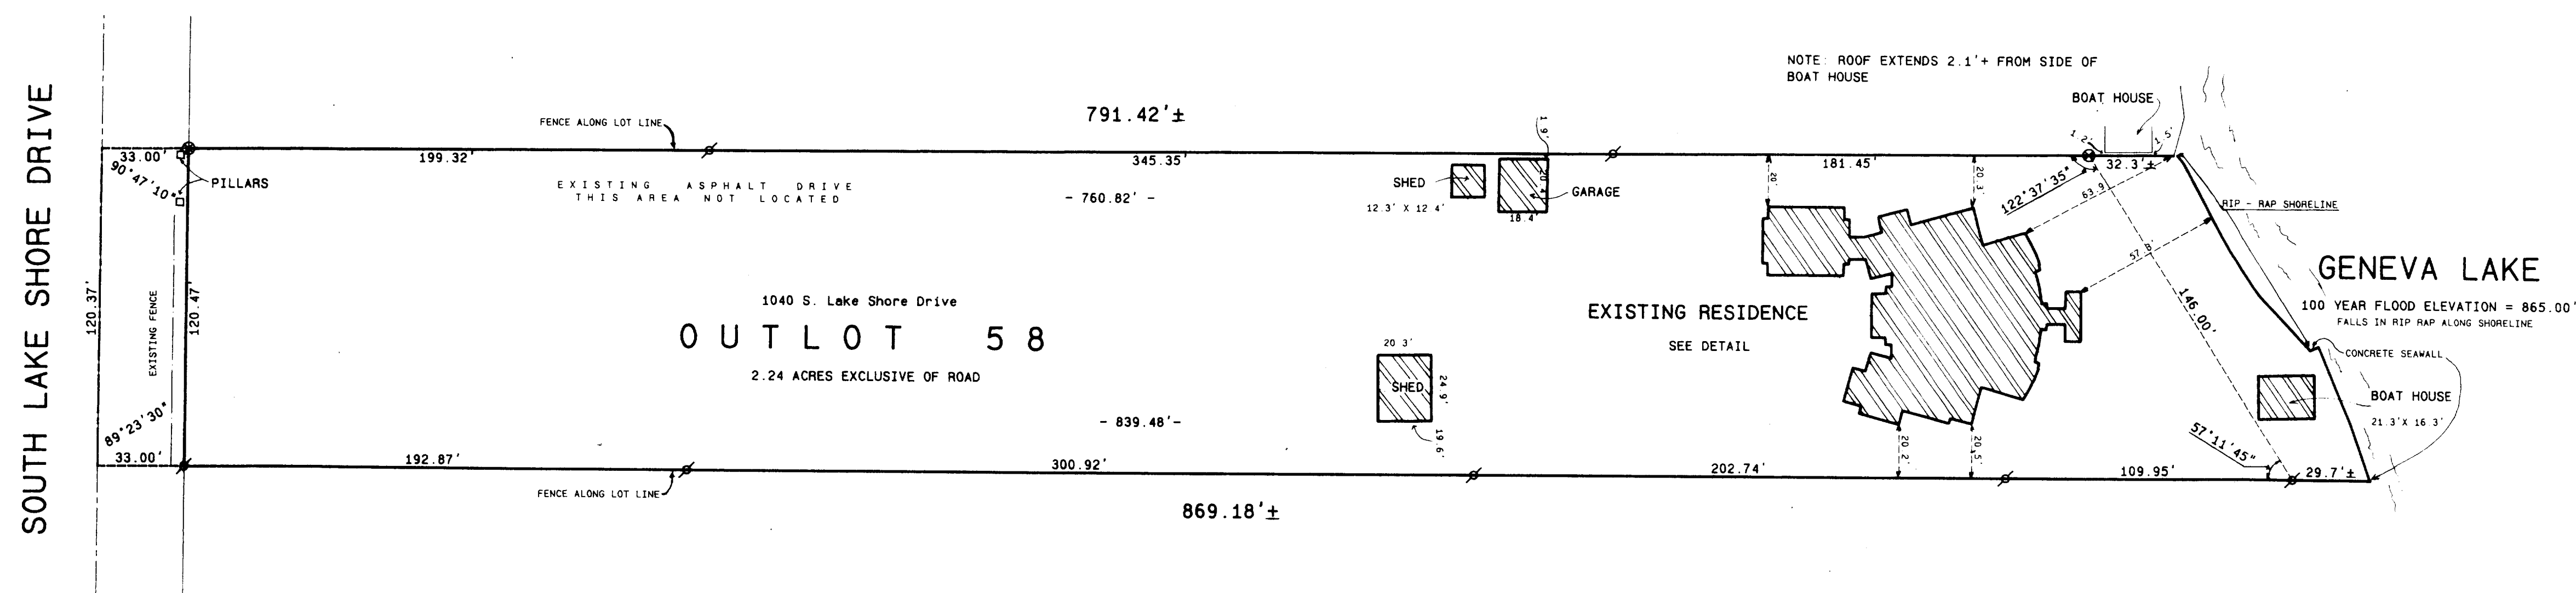 SOUTH LAKE SHORE DRIVE
NOTE: ROOF EXTENDS 2.1'+ FROM SIDE OF
BOAT HOUSE
BOAT HOUSE
791.42'±
FENCE ALONG LOT LINE
33.00'
90°47'10"
PILLARS
199.32'
345.35'
181.45'
1.2'
1.5'
32.3'±
EXISTING ASPHALT DRIVE
THIS AREA NOT LOCATED
- 760.82' -
SHED
12.3' X 12 4'
1.9'
20.4'
18.4'
GARAGE
20'
20.3'
122°37'35"
63.9
RIP - RAP SHORELINE
57.8'
146.00'
GENEVA LAKE
100 YEAR FLOOD ELEVATION = 865.00'
FALLS IN RIP RAP ALONG SHORELINE
CONCRETE SEAWALL
120.37'
EXISTING FENCE
120.47'
1040 S. Lake Shore Drive
OUTLOT 58
2.24 ACRES EXCLUSIVE OF ROAD
EXISTING RESIDENCE
SEE DETAIL
20 3'
SHED
24.9'
19.6'
BOAT HOUSE
21.3'X 16 3'
- 839.48'-
89°23'30"
33.00'
192.87'
300.92'
202.74'
20.2'
20.5'
57°11'45"
109.95'
29.7'±
FENCE ALONG LOT LINE
869.18'±